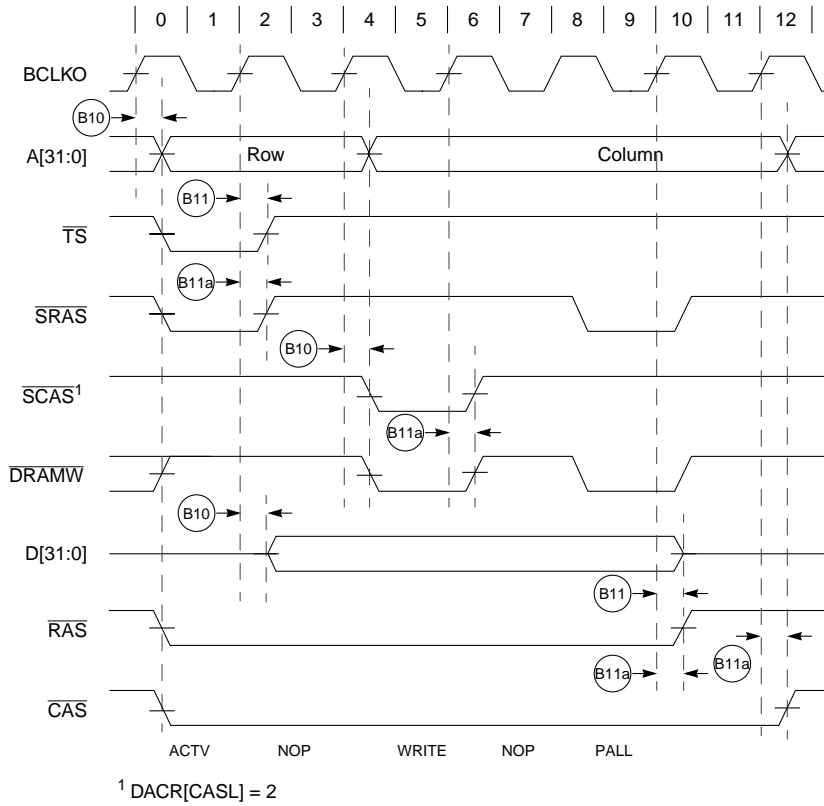 0 1 2 3 4 5 6 7 8 9 10 11 12
BCLKO
B10
A[31:0] Row Column
B11
TS
B11a
SRAS
B10
SCAS1
B11a
DRAMW
B10
D[31:0]
B11
RAS
B11a B11a
CAS
ACTV NOP WRITE NOP PALL
1 DACR[CASL] = 2